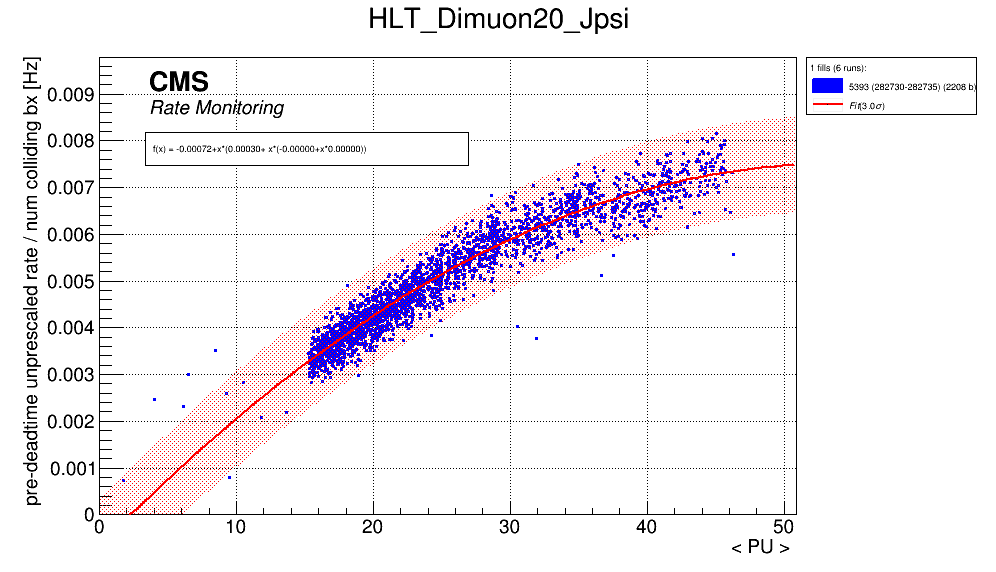 HLT_Dimuon20_Jpsi
pre-deadtime unprescaled rate / num colliding bx [Hz]
CMS
Rate Monitoring
f(x) = -0.00072+x*(0.00030+ x*(-0.00000+x*0.00000))
1 fills (6 runs):
5393 (282730-282735) (2208 b)
Fit(3.0σ)
0.009
0.008
0.007
0.006
0.005
0.004
0.003
0.002
0.001
0
0 10 20 30 40 50
< PU >